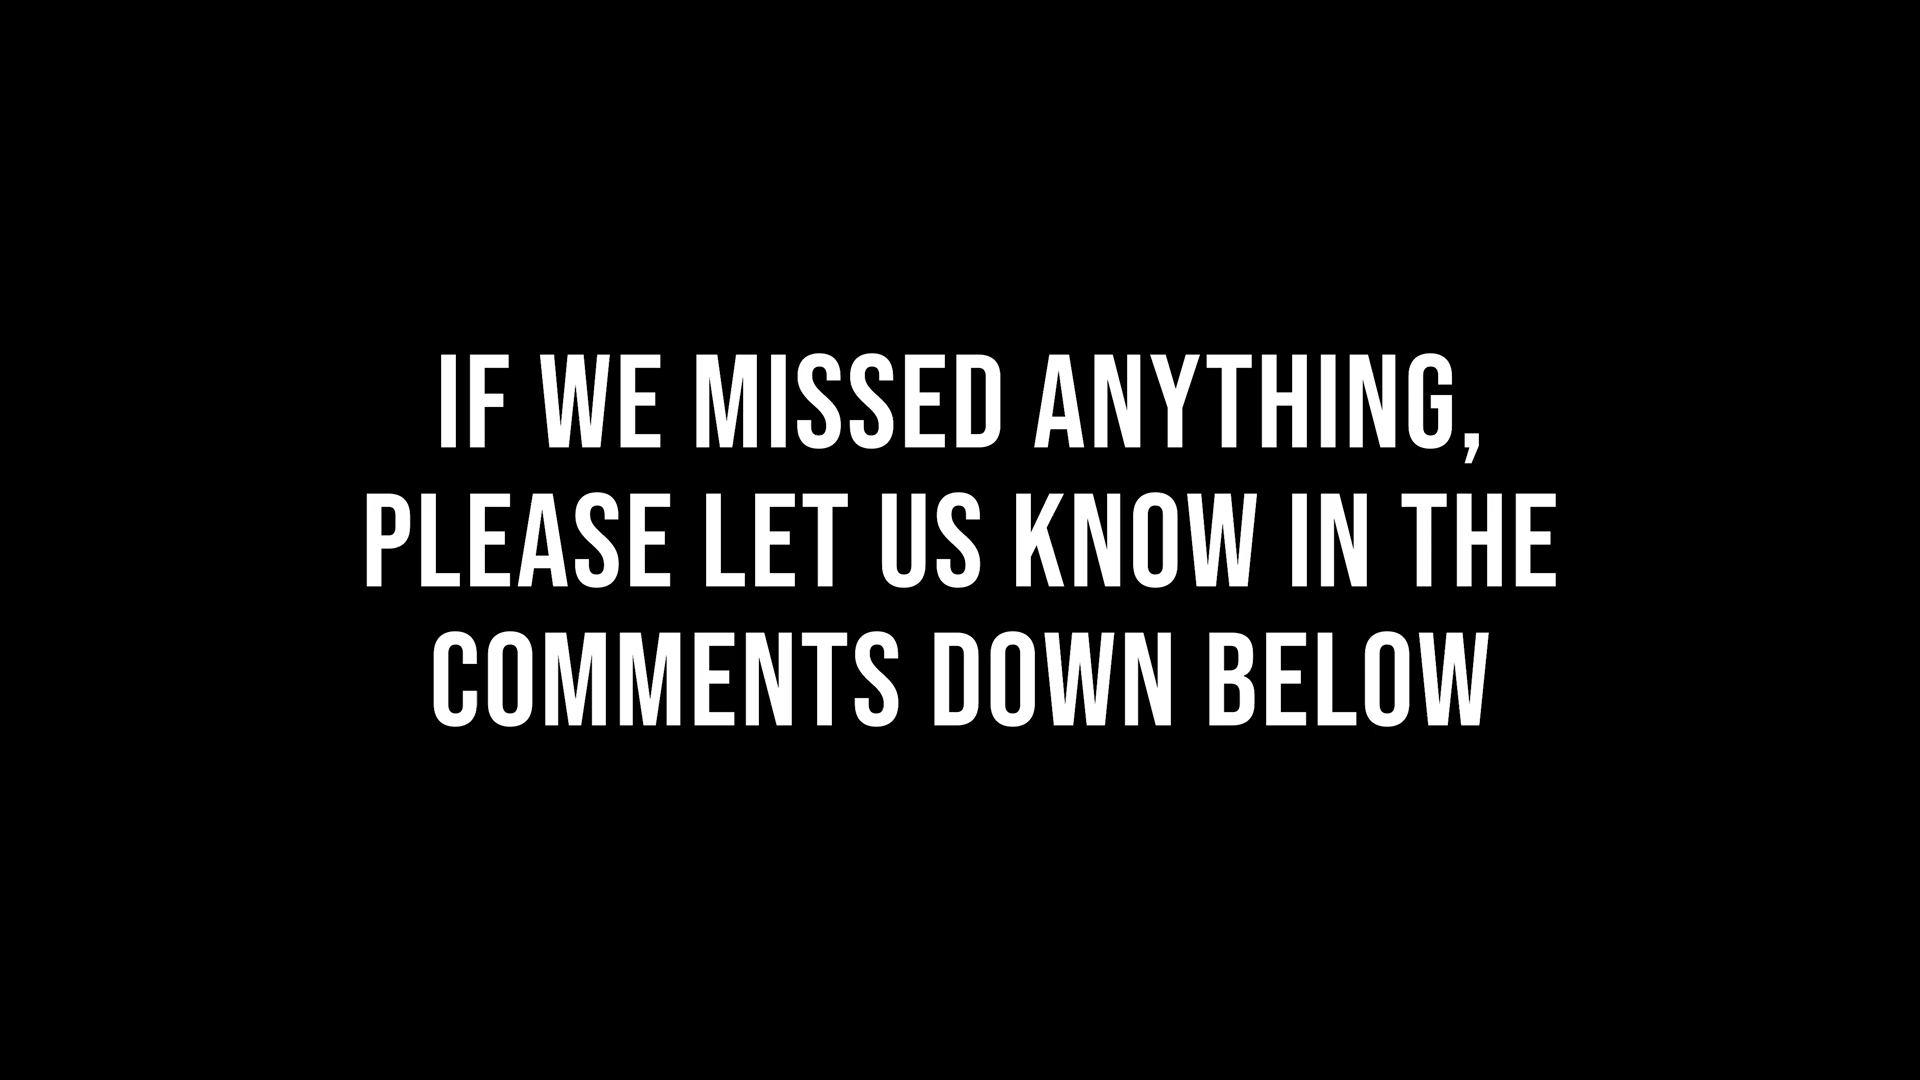 IF WE MISSED ANYTHING,
PLEASE LET US KNOW IN THE
COMMENTS DOWN BELOW